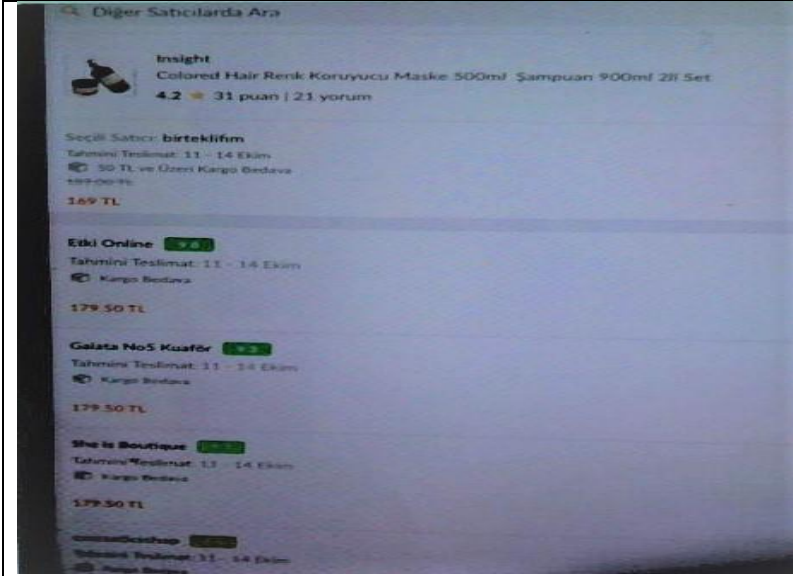 Diğer Satıcılarda Ara
Insight
Colored Hair Renk Koruyucu Maske 500ml Şampuan 900ml 2li Set
4.2 31 puan | 21 yorum
Seçili Satıcı: birteklifim
Tahmini Teslimat: 11 - 14 Ekim
50 TL ve Üzeri Kargo Bedava
169 TL
Etki Online
Tahmini Teslimat: 11 - 14 Ekim
Kargo Bedava
179.50 TL
Galata No5 Kuaför
Tahmini Teslimat: 11 - 14 Ekim
Kargo Bedava
179.50 TL
She is Boutique
Tahmini Teslimat: 11 - 14 Ekim
Kargo Bedava
179.50 TL
Tahmini Teslimat: 11 - 14 Ekim
Kargo Bedava